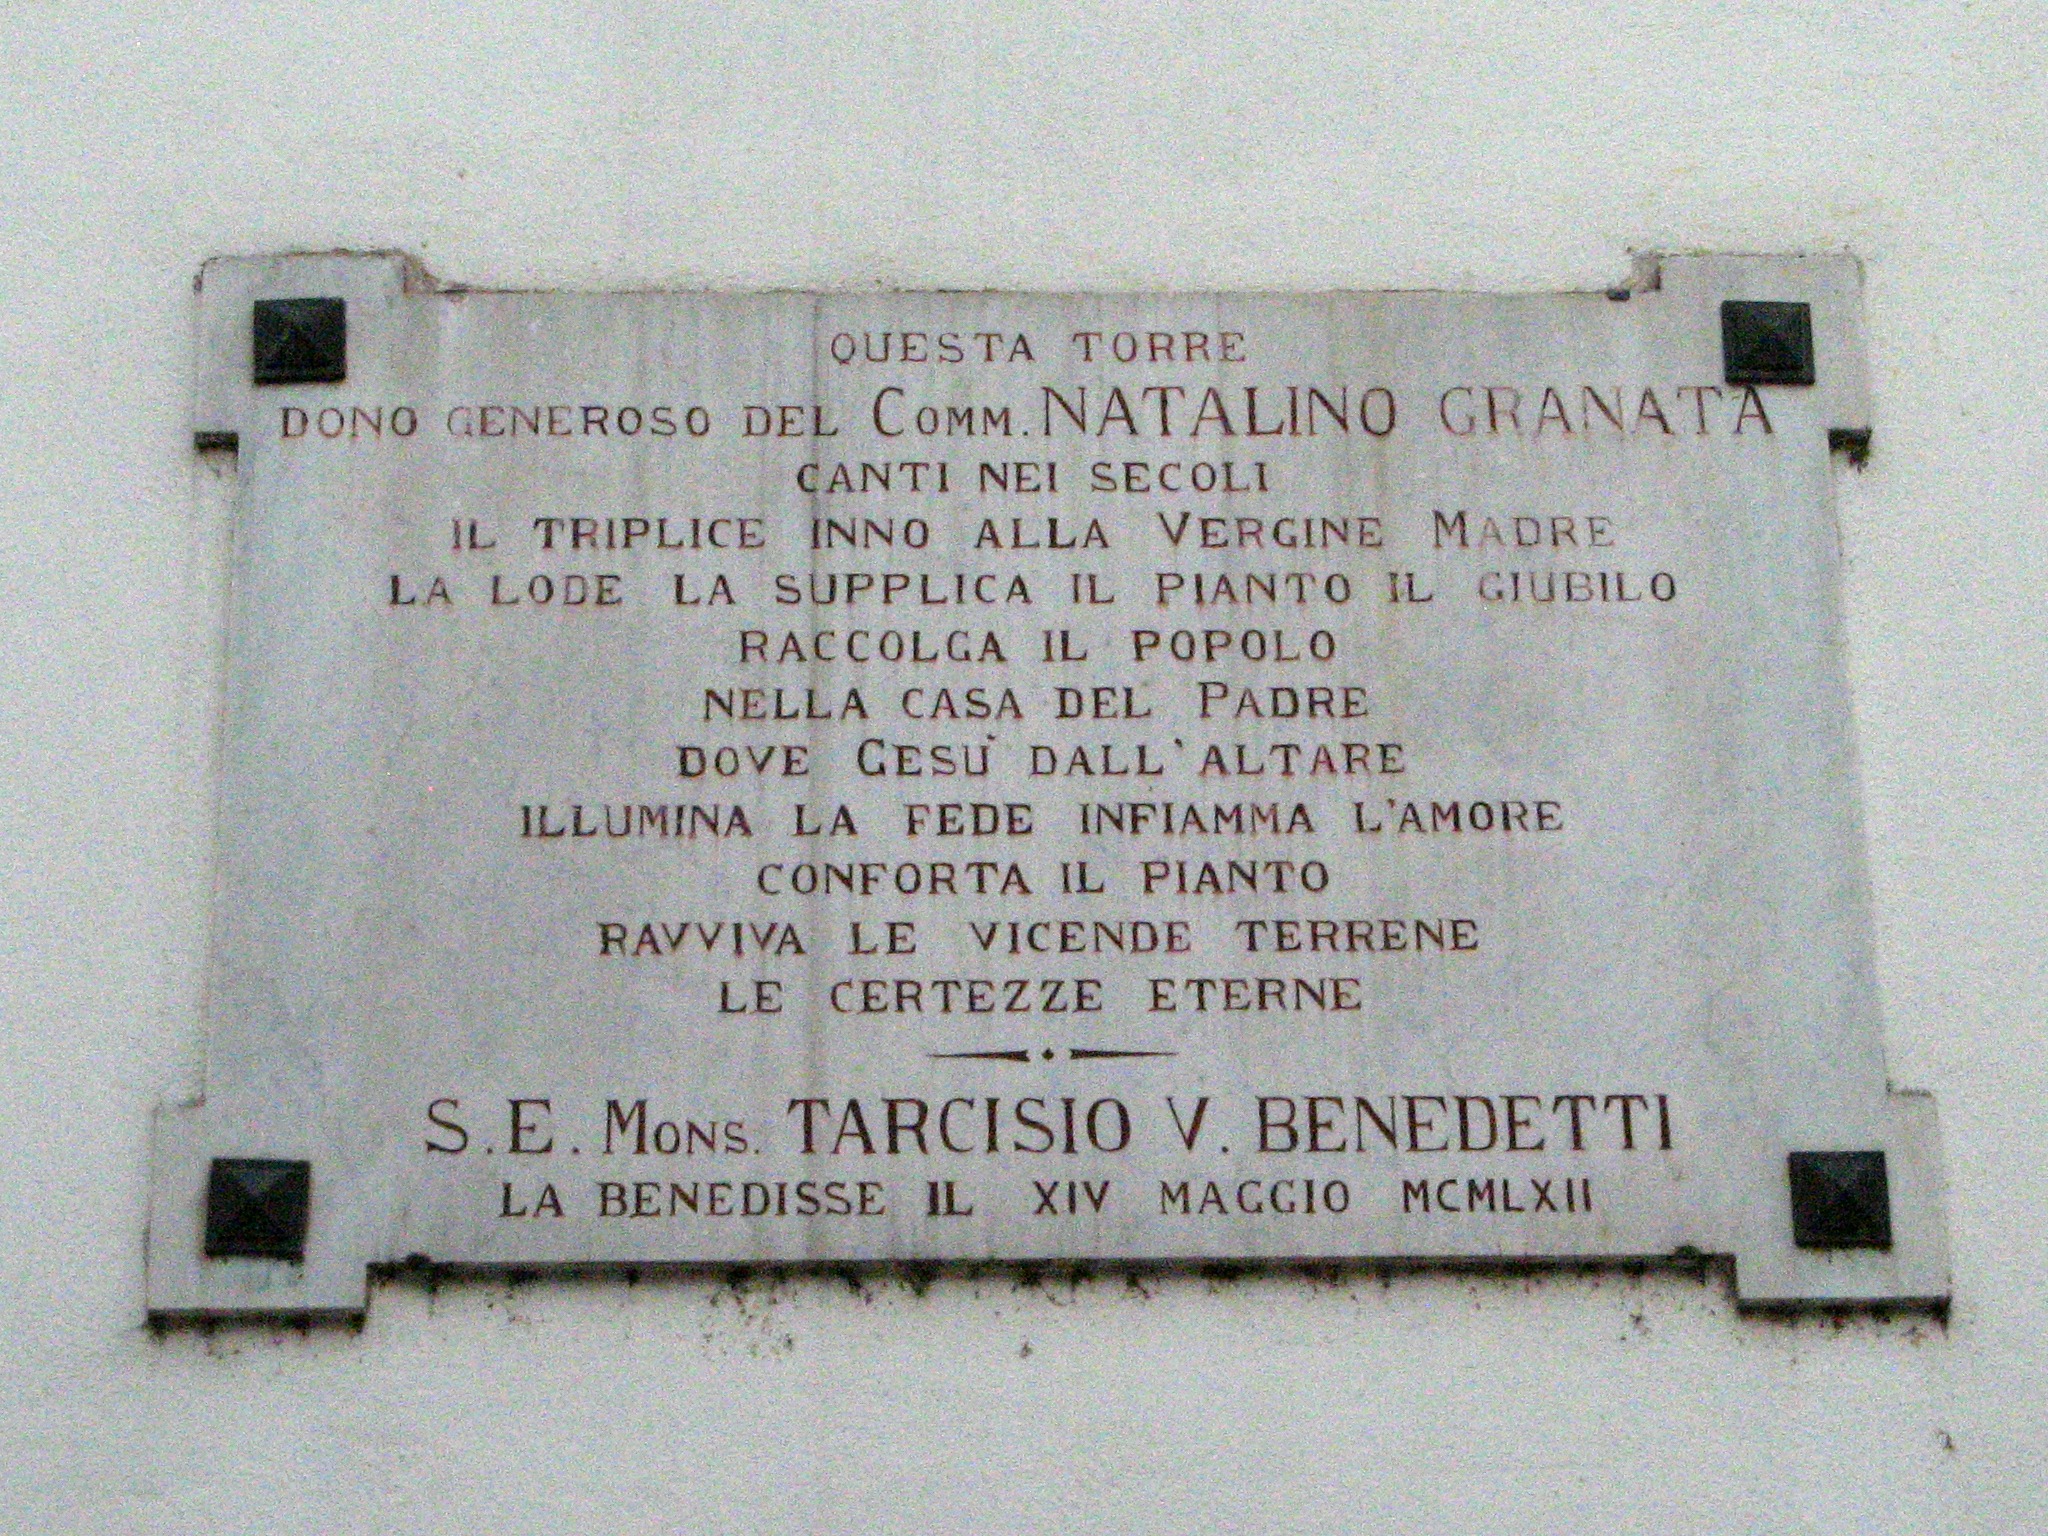 QUESTA TORRE
DONO GENEROSO DEL COMM. NATALINO GRANATA
CANTI NEI SECOLI
IL TRIPLICE INNO ALLA VERGINE MADRE
LA LODE LA SUPPLICA IL PIANTO IL GIUBILO
RACCOLGA IL POPOLO
NELLA CASA DEL PADRE
DOVE GESÙ DALL'ALTARE
ILLUMINA LA FEDE INFIAMMA L'AMORE
CONFORTA IL PIANTO
RAVVIVA LE VICENDE TERRENE
LE CERTEZZE ETERNE
S.E. MONS. TARCISIO V. BENEDETTI
LA BENEDISSE IL XIV MAGGIO MCMLXII